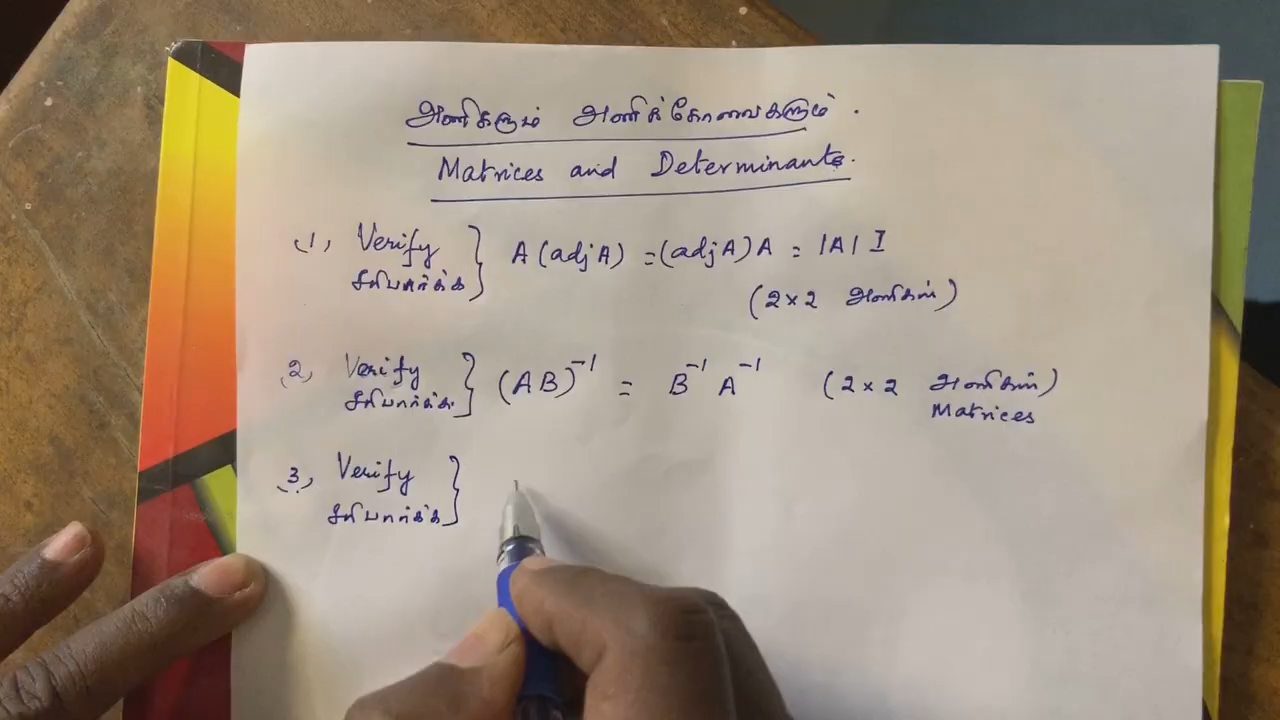 அணிகளும் அணிக்கோவைகளும்.
Matrices and Determinants.
(1) Verify } A (adj A) = (adj A) A = |A| I
சரிபார்க்க
(2×2 அணிகள்)
(2) Verify } (AB)⁻¹ = B⁻¹ A⁻¹ (2×2 அணிகள்)
சரிபார்க்க Matrices
(3) Verify }
சரிபார்க்க